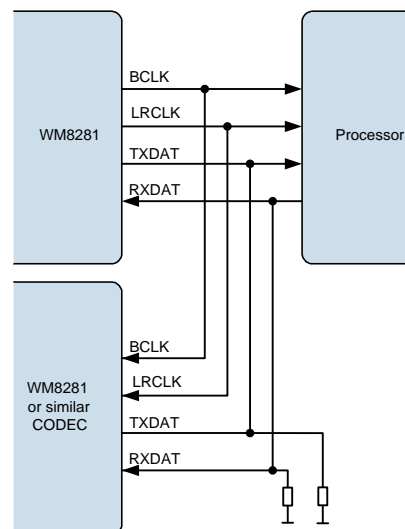 BCLK
LRCLK
WM8281
Processor
TXDAT
RXDAT
BCLK
LRCLK
WM8281
or similar
CODEC
TXDAT
RXDAT